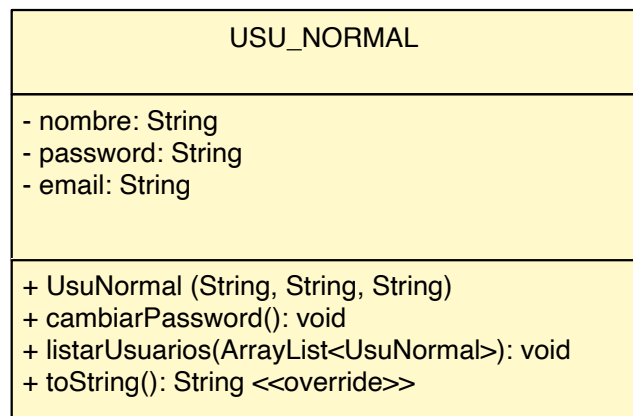 USU_NORMAL
- nombre: String
- password: String
- email: String
+ UsuNormal (String, String, String)
+ cambiarPassword(): void
+ listarUsuarios(ArrayList<UsuNormal>): void
+ toString(): String <<override>>